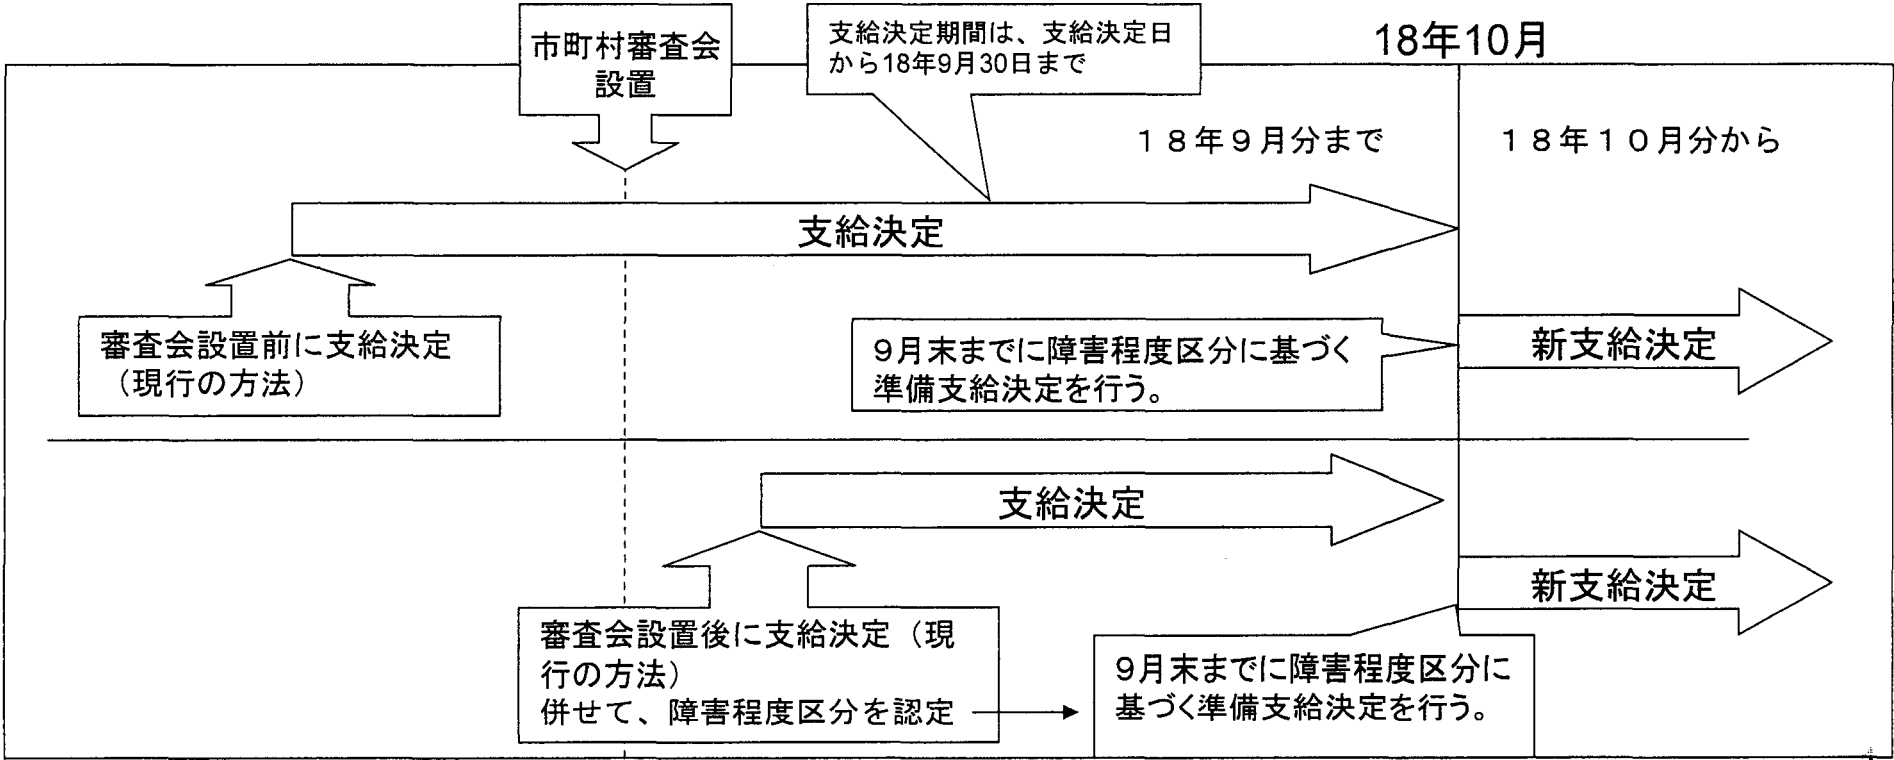 市町村審査会
設置
支給決定期間は、支給決定日
から18年9月30日まで
18年10月
１８年９月分まで
１８年１０月分から
支給決定
審査会設置前に支給決定
（現行の方法）
９月末までに障害程度区分に基づく
準備支給決定を行う。
新支給決定
支給決定
新支給決定
審査会設置後に支給決定（現
行の方法）
併せて、障害程度区分を認定
９月末までに障害程度区分に
基づく準備支給決定を行う。